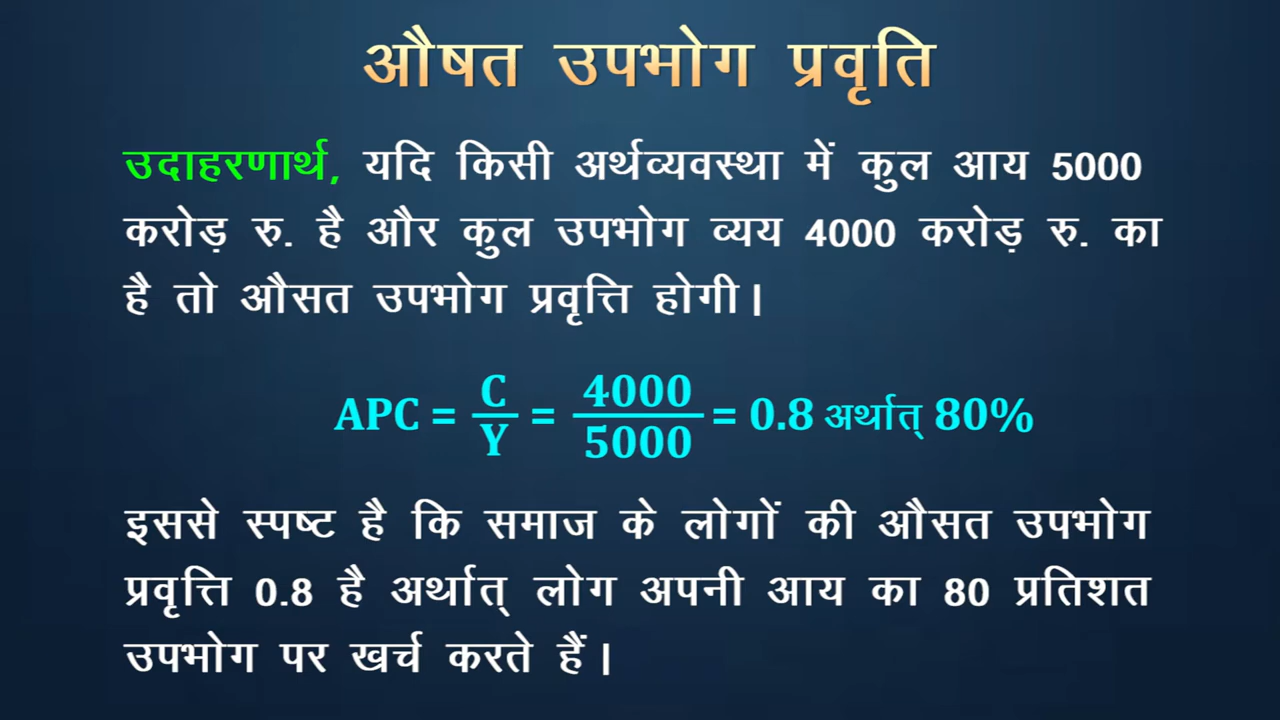 औषत उपभोग प्रवृति
उदाहरणार्थ, यदि किसी अर्थव्यवस्था में कुल आय 5000
करोड़ रु. है और कुल उपभोग व्यय 4000 करोड़ रु. का
है तो औसत उपभोग प्रवृत्ति होगी।
APC = C/Y = 4000/5000 = 0.8 अर्थात् 80%
इससे स्पष्ट है कि समाज के लोगों की औसत उपभोग
प्रवृत्ति 0.8 है अर्थात् लोग अपनी आय का 80 प्रतिशत
उपभोग पर खर्च करते हैं।